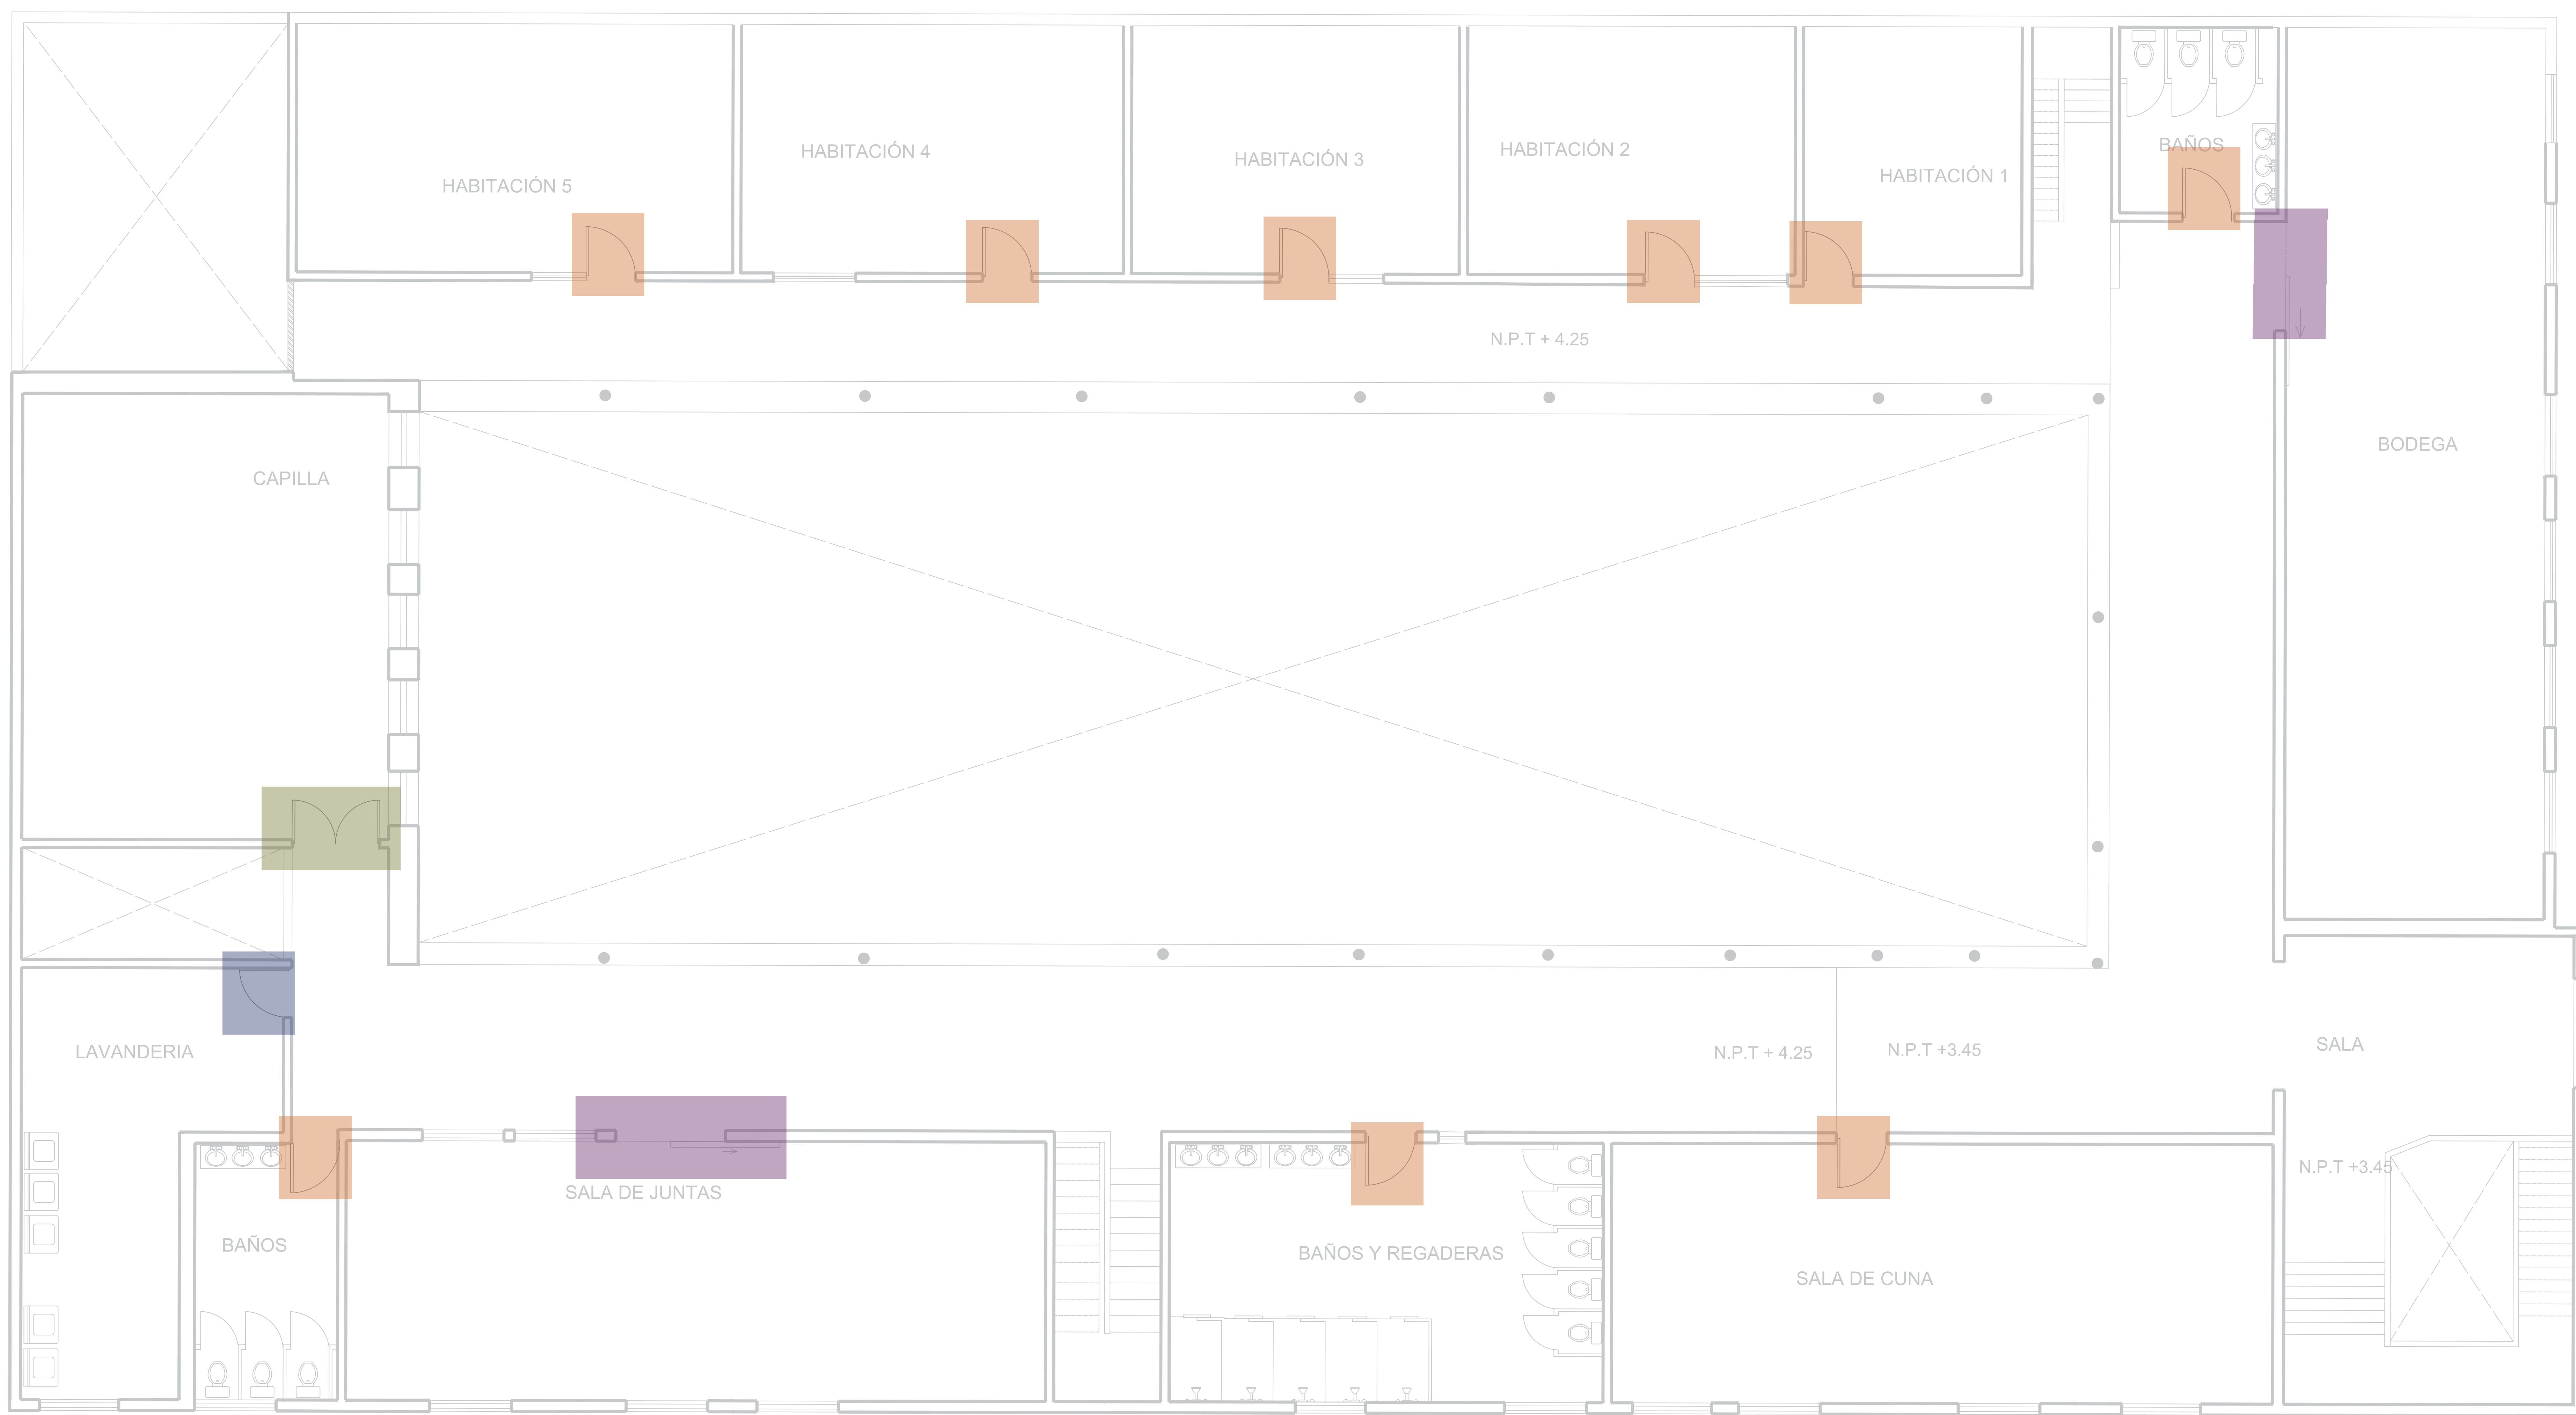 BAÑOS
HABITACIÓN 4
HABITACIÓN 2
HABITACIÓN 3
HABITACIÓN 1
HABITACIÓN 5
N.P.T + 4.25
BODEGA
CAPILLA
SALA
N.P.T + 4.25
N.P.T +3.45
LAVANDERIA
N.P.T +3.45
SALA DE JUNTAS
BAÑOS
BAÑOS Y REGADERAS
SALA DE CUNA